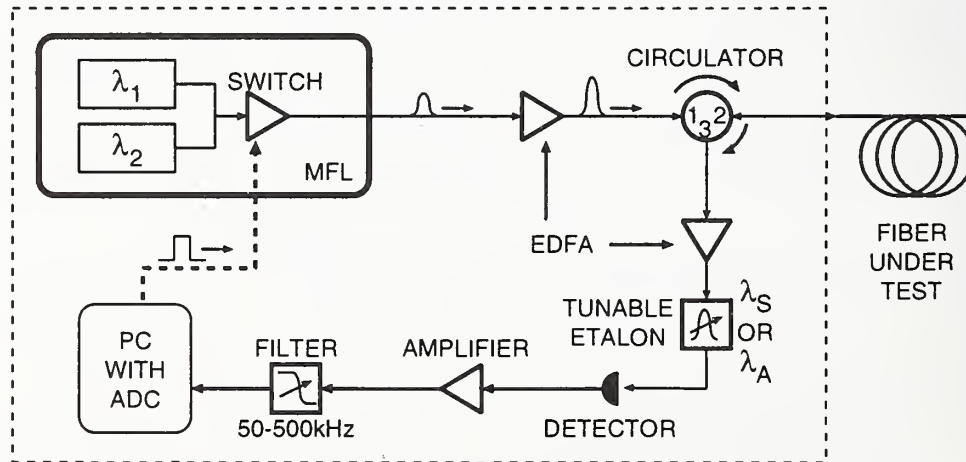 CIRCULATOR
SWITCH
λ1
λ2
MFL
1 2
3
EDFA
FIBER
UNDER
TEST
TUNABLE
ETALON
λS
OR
λA
PC
WITH
ADC
FILTER
50-500kHz
AMPLIFIER
DETECTOR